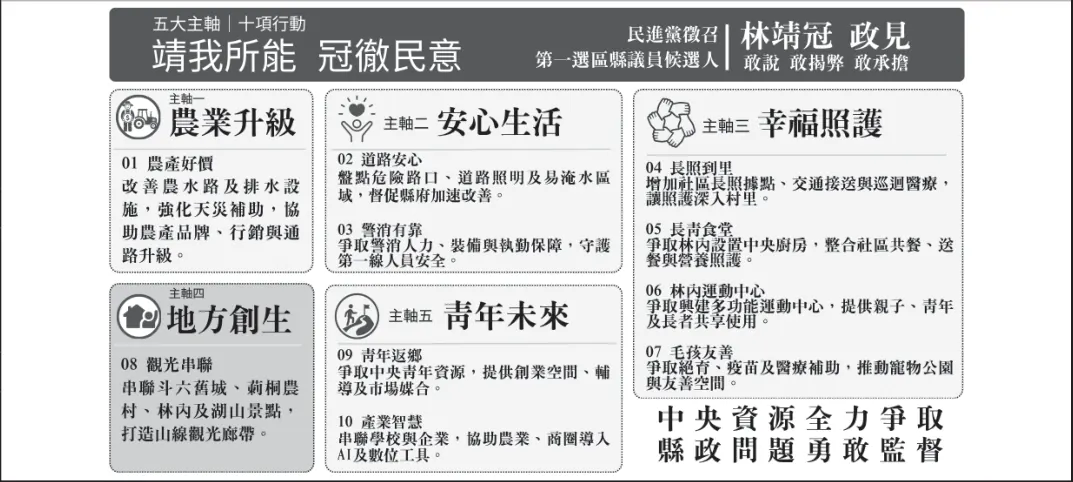 五大主軸｜十項行動
靖我所能 冠徹民意
民進黨徵召
第一選區縣議員候選人
林靖冠 政見
敢說 敢揭弊 敢承擔
主軸一
農業升級
01 農產好價
改善農水路及排水設
施，強化天災補助，協
助農產品牌、行銷與通
路升級。
主軸二 安心生活
02 道路安心
盤點危險路口、道路照明及易淹水區
域，督促縣府加速改善。
03 警消有靠
爭取警消人力、裝備與執勤保障，守護
第一線人員安全。
主軸三 幸福照護
04 長照到里
增加社區長照據點、交通接送與巡迴醫療，
讓照護深入村里。
05 長青食堂
爭取林內設置中央廚房，整合社區共餐、送
餐與營養照護。
06 林內運動中心
爭取興建多功能運動中心，提供親子、青年
及長者共享使用。
07 毛孩友善
爭取絕育、疫苗及醫療補助，推動寵物公園
與友善空間。
主軸四
地方創生
08 觀光串聯
串聯斗六舊城、莿桐農
村、林內及湖山景點，
打造山線觀光廊帶。
主軸五 青年未來
09 青年返鄉
爭取中央青年資源，提供創業空間、輔
導及市場媒合。
10 產業智慧
串聯學校與企業，協助農業、商圈導入
AI及數位工具。
中央資源全力爭取
縣政問題勇敢監督